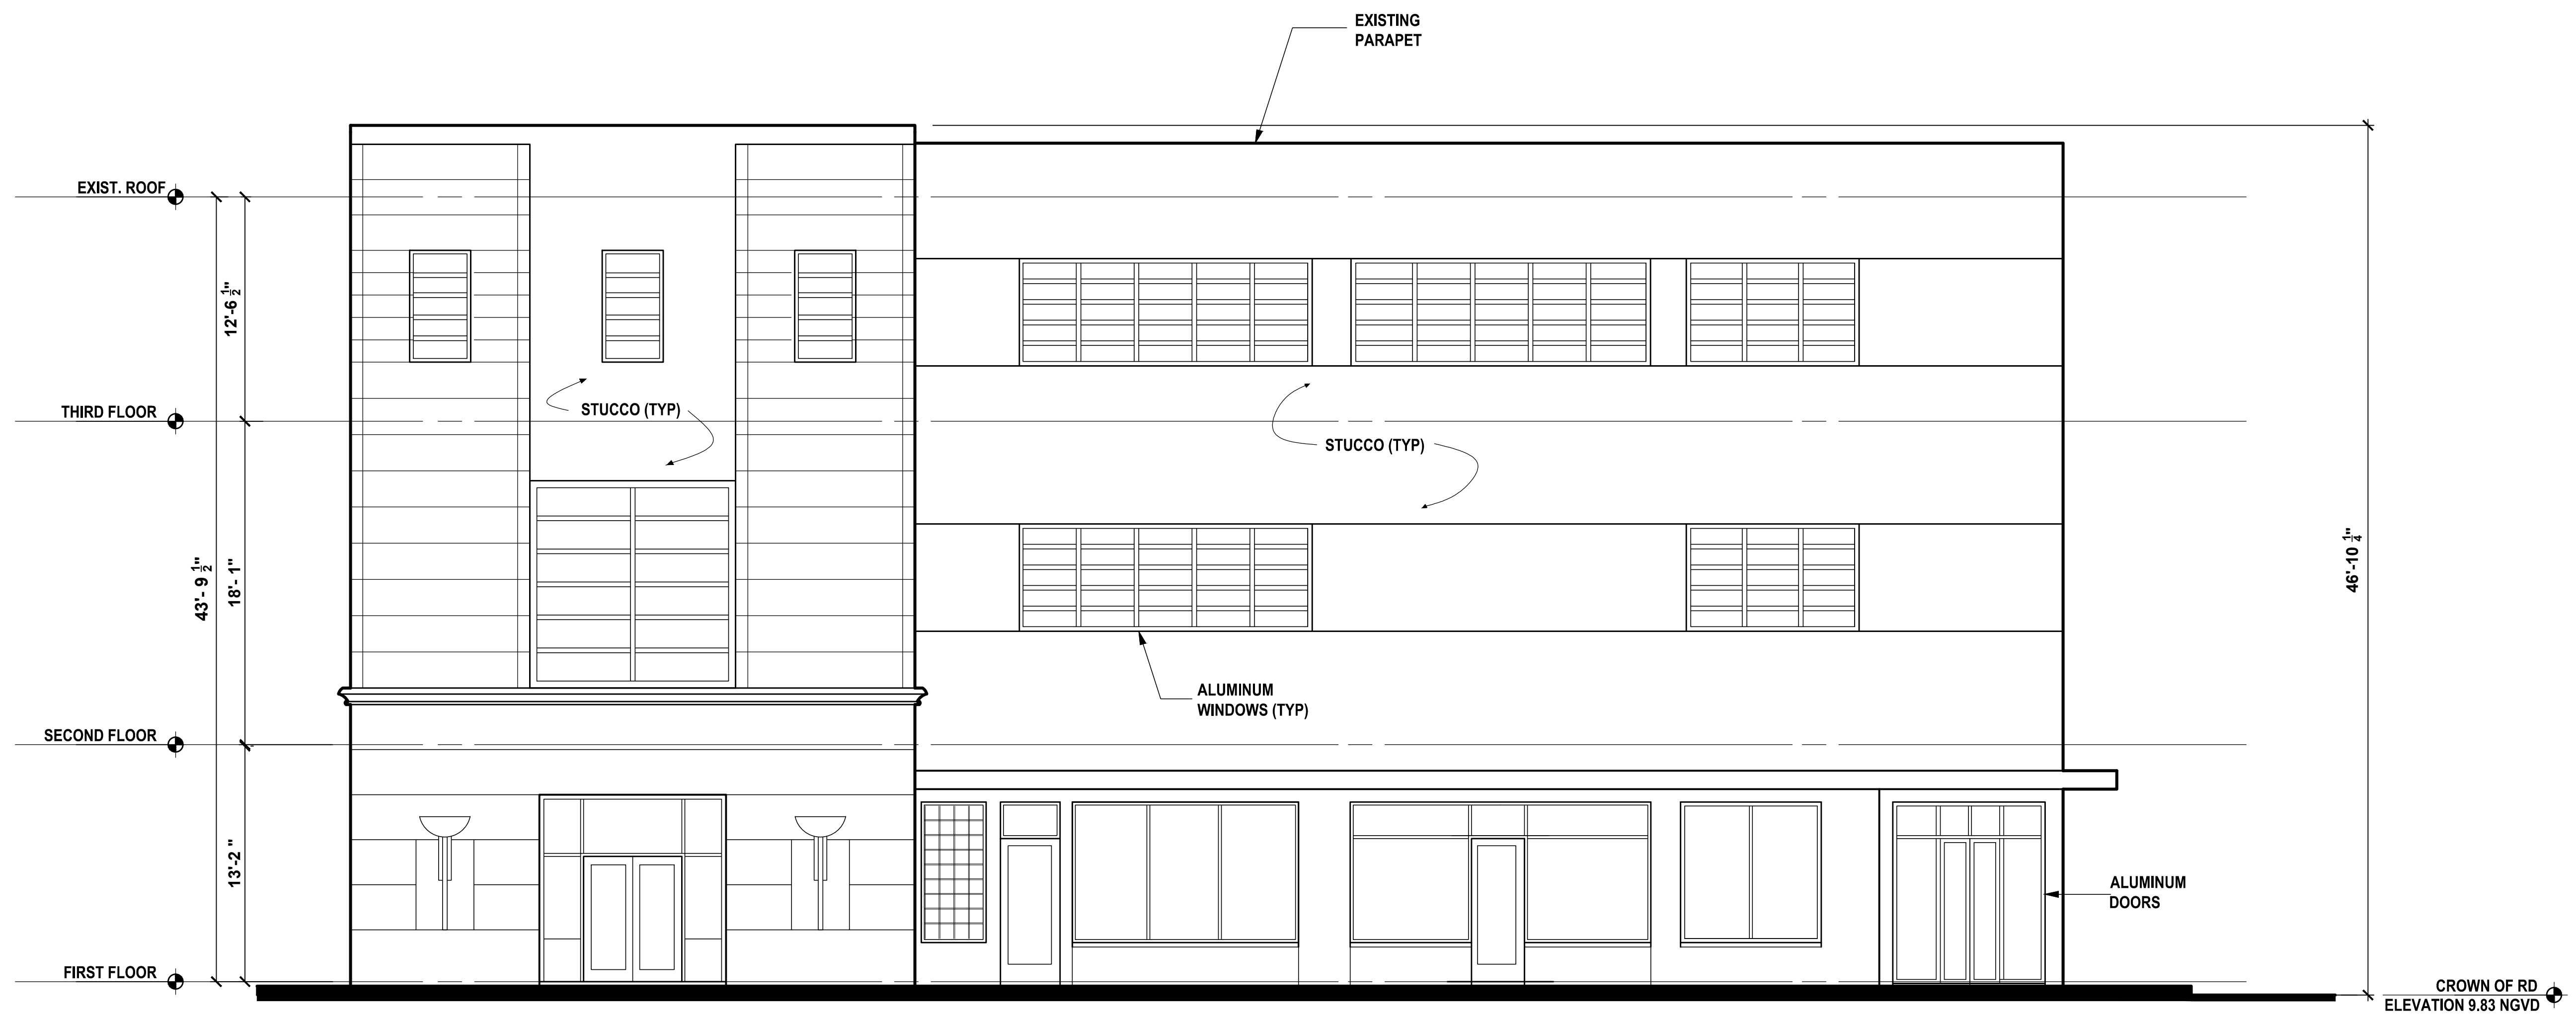 EXISTING
PARAPET
EXIST. ROOF
12'-6 1/2"
THIRD FLOOR
STUCCO (TYP)
STUCCO (TYP)
43'- 9 1/2"
18'- 1"
46'-10 1/4"
ALUMINUM
WINDOWS (TYP)
SECOND FLOOR
13'-2 "
ALUMINUM
DOORS
FIRST FLOOR
CROWN OF RD
ELEVATION 9.83 NGVD